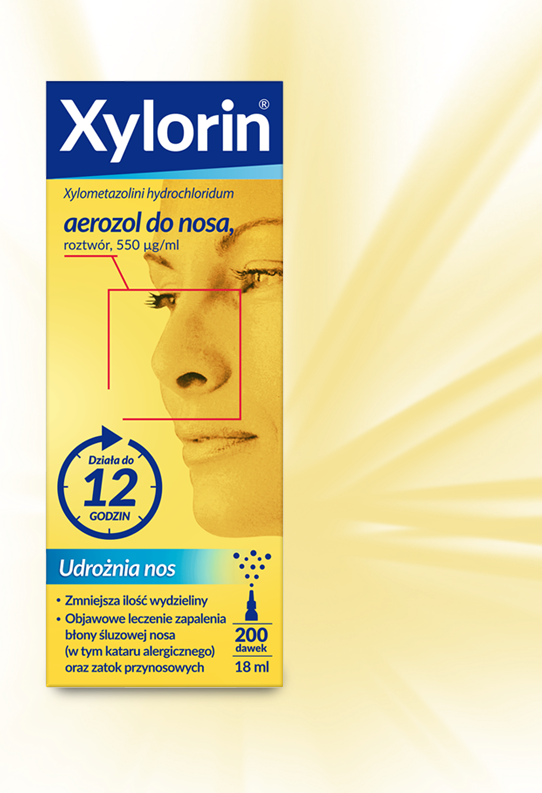 Xylorin®
Xylometazolini hydrochloridum
aerozol do nosa,
roztwór, 550 µg/ml
Działa do
12
GODZIN
Udrożnia nos
• Zmniejsza ilość wydzieliny
• Objawowe leczenie zapalenia
błony śluzowej nosa
(w tym kataru alergicznego)
oraz zatok przynosowych
200
dawek
18 ml